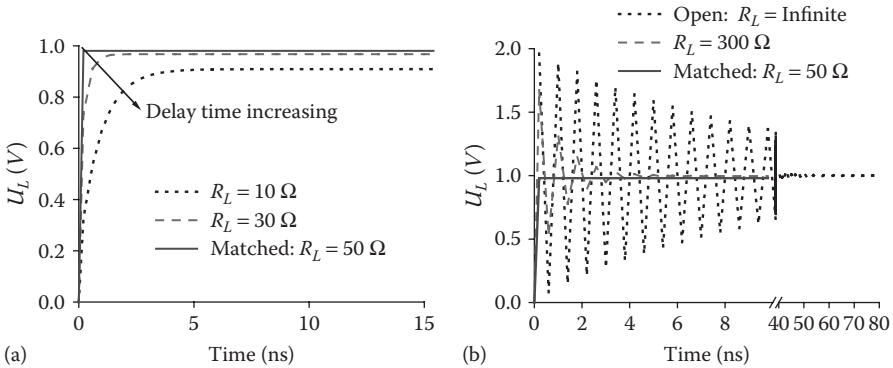 1.0
0.8
0.6
0.4
0.2
0.0
U_L (V)
Delay time increasing
R_L = 10 Ω
R_L = 30 Ω
Matched: R_L = 50 Ω
0 5 10 15
Time (ns)
(a)
Open: R_L = Infinite
R_L = 300 Ω
Matched: R_L = 50 Ω
2.0
1.5
1.0
0.5
0.0
U_L (V)
0 2 4 6 8 40 50 60 70 80
Time (ns)
(b)